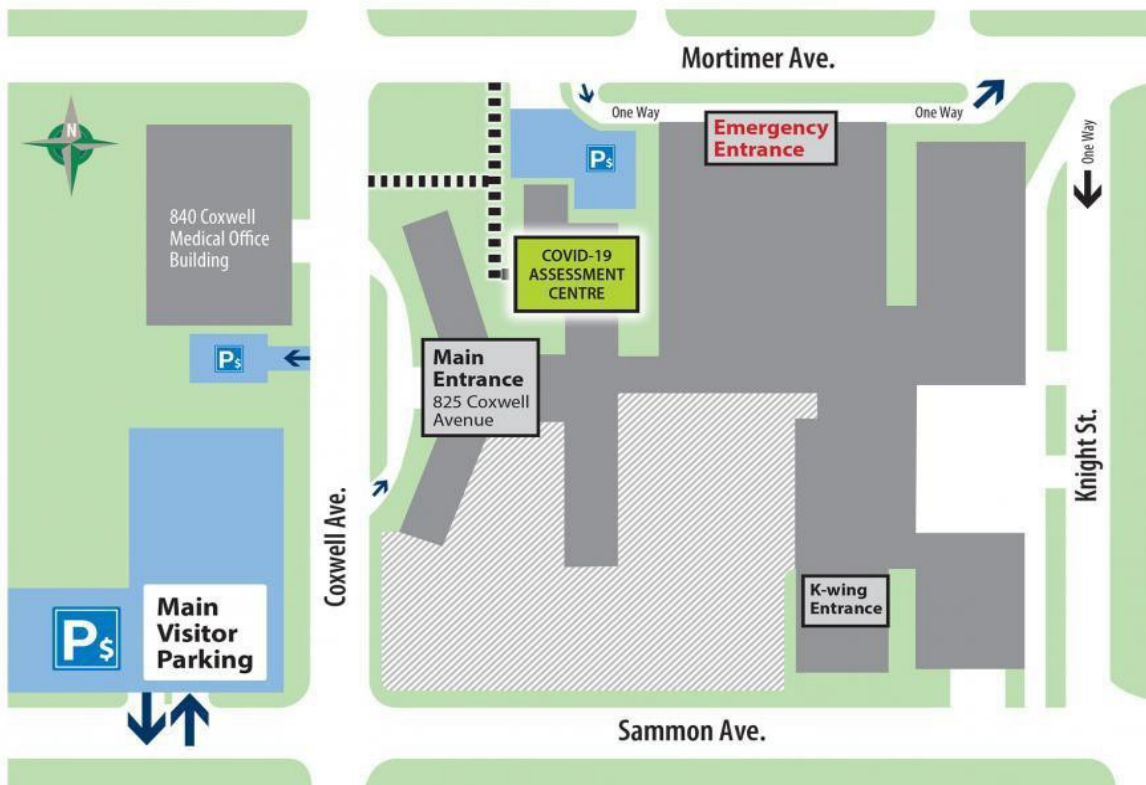 Mortimer Ave.
One Way
One Way
Emergency
Entrance
N
P$
One Way
840 Coxwell
Medical Office
Building
COVID-19
ASSESSMENT
CENTRE
P$
Main
Entrance
825 Coxwell
Avenue
Knight St.
Coxwell Ave.
K-wing
Entrance
P$
Main
Visitor
Parking
Sammon Ave.